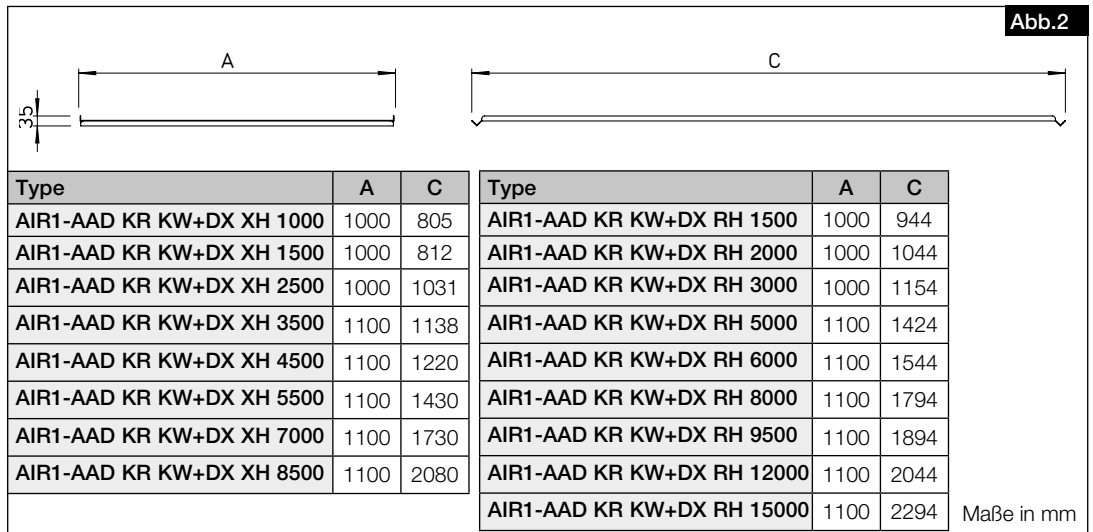 Abb.2
A
C
35
Type A C
AIR1-AAD KR KW+DX XH 1000 1000 805
AIR1-AAD KR KW+DX XH 1500 1000 812
AIR1-AAD KR KW+DX XH 2500 1000 1031
AIR1-AAD KR KW+DX XH 3500 1100 1138
AIR1-AAD KR KW+DX XH 4500 1100 1220
AIR1-AAD KR KW+DX XH 5500 1100 1430
AIR1-AAD KR KW+DX XH 7000 1100 1730
AIR1-AAD KR KW+DX XH 8500 1100 2080
Type A C
AIR1-AAD KR KW+DX RH 1500 1000 944
AIR1-AAD KR KW+DX RH 2000 1000 1044
AIR1-AAD KR KW+DX RH 3000 1000 1154
AIR1-AAD KR KW+DX RH 5000 1100 1424
AIR1-AAD KR KW+DX RH 6000 1100 1544
AIR1-AAD KR KW+DX RH 8000 1100 1794
AIR1-AAD KR KW+DX RH 9500 1100 1894
AIR1-AAD KR KW+DX RH 12000 1100 2044
AIR1-AAD KR KW+DX RH 15000 1100 2294
Maße in mm